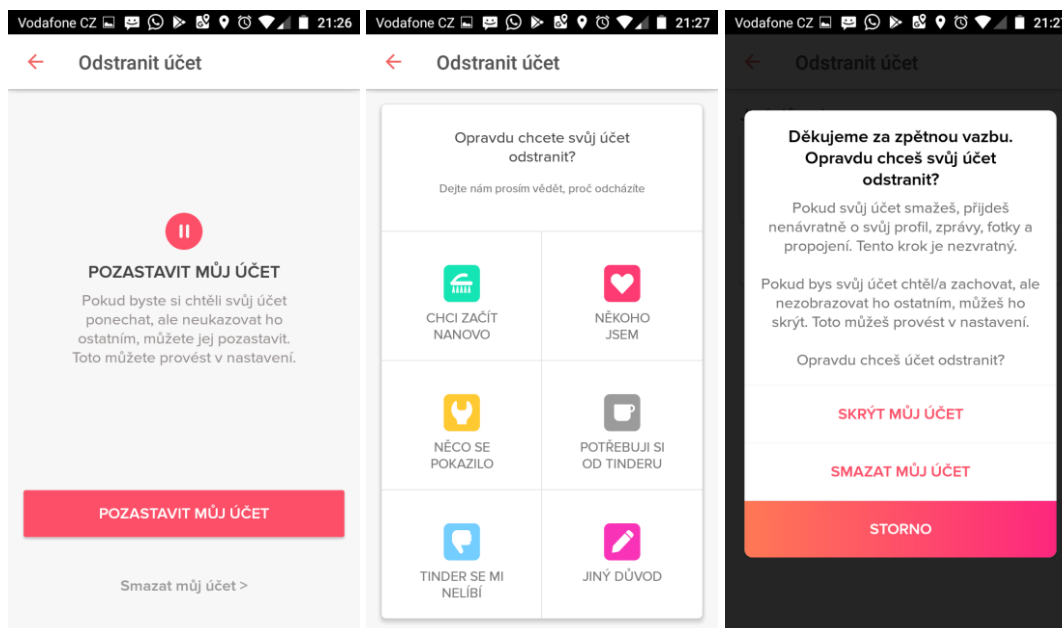 Vodafone CZ 21:26
Odstranit účet
POZASTAVIT MŮJ ÚČET
Pokud byste si chtěli svůj účet
ponechat, ale neukazovat ho
ostatním, můžete jej pozastavit.
Toto můžete provést v nastavení.
POZASTAVIT MŮJ ÚČET
Smazat můj účet >
Vodafone CZ 21:27
Odstranit účet
Opravdu chcete svůj účet
odstranit?
Dejte nám prosím vědět, proč odcházíte
CHCI ZAČÍT
NANOVO
NĚKOHO
JSEM
NĚCO SE
POKAZILO
POTŘEBUJI SI
OD TINDERU
TINDER SE MI
NELÍBÍ
JINÝ DŮVOD
Vodafone CZ 21:27
Odstranit účet
Děkujeme za zpětnou vazbu.
Opravdu chceš svůj účet
odstranit?
Pokud svůj účet smažeš, přijdeš
nenávratně o svůj profil, zprávy, fotky a
propojení. Tento krok je nezvratný.
Pokud bys svůj účet chtěl/a zachovat, ale
nezobrazovat ho ostatním, můžeš ho
skrýt. Toto můžeš provést v nastavení.
Opravdu chceš účet odstranit?
SKRÝT MŮJ ÚČET
SMAZAT MŮJ ÚČET
STORNO